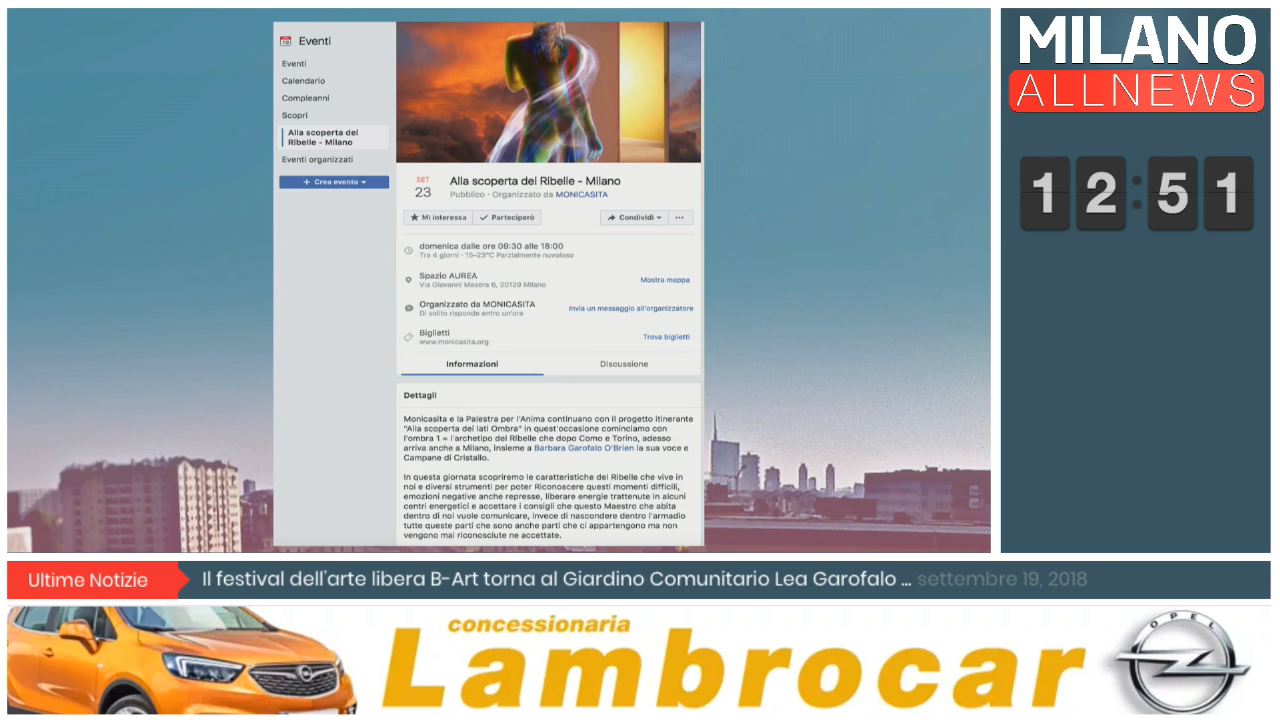 19
Eventi
Eventi
Calendario
Compleanni
Scopri
Alla scoperta del
Ribelle - Milano
Eventi organizzati
+ Crea evento
SET
23
Alla scoperta del Ribelle - Milano
Pubblico · Organizzato da MONICASITA
Mi interessa
Parteciperò
Condividi
···
domenica dalle ore 09:30 alle 18:00
Tra 4 giorni · 15–23°C Parzialmente nuvoloso
Spazio AUREA
Via Giovanni Masera 6, 20129 Milano
Mostra mappa
Organizzato da MONICASITA
Di solito risponde entro un'ora
Invia un messaggio all'organizzatore
Biglietti
www.monicasita.org
Trova biglietti
Informazioni
Discussione
Dettagli
Monicasita e la Palestra per l'Anima continuano con il progetto itinerante
"Alla scoperta dei lati Ombra" in quest'occasione cominciamo con
l'ombra 1 = l'archetipo del Ribelle che dopo Como e Torino, adesso
arriva anche a Milano, insieme a Barbara Garofalo O'Brien la sua voce e
Campane di Cristallo.
In questa giornata scopriremo le caratteristiche del Ribelle che vive in
noi e diversi strumenti per poter Riconoscere questi momenti difficili,
emozioni negative anche represse, liberare energie trattenute in alcuni
centri energetici e accettare i consigli che questo Maestro che abita
dentro di noi vuole comunicare, invece di nascondere dentro l'armadio
tutte queste parti che sono anche parti che ci appartengono ma non
vengono mai riconosciute ne accettate.
MILANO
ALLNEWS
12:51
Ultime Notizie
Il festival dell'arte libera B-Art torna al Giardino Comunitario Lea Garofalo ... settembre 19, 2018
concessionaria
Lambrocar
OPEL